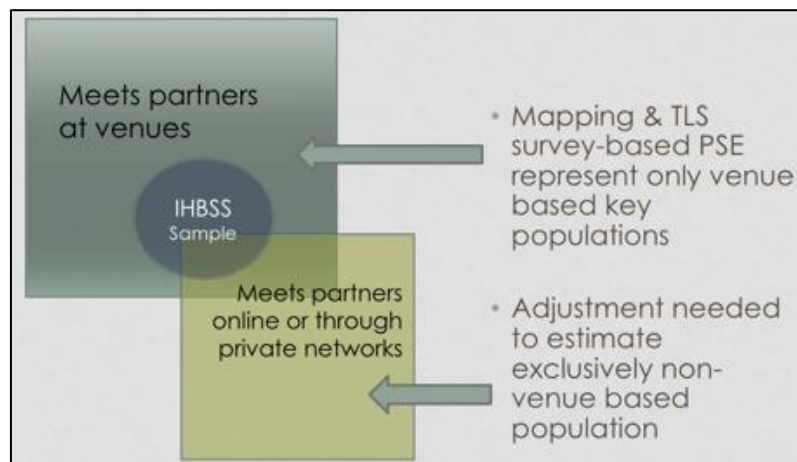 Meets partners
at venues
IHBSS
Sample
Meets partners
online or through
private networks
• Mapping & TLS
survey-based PSE
represent only venue
based key
populations
• Adjustment needed
to estimate
exclusively non-
venue based
population